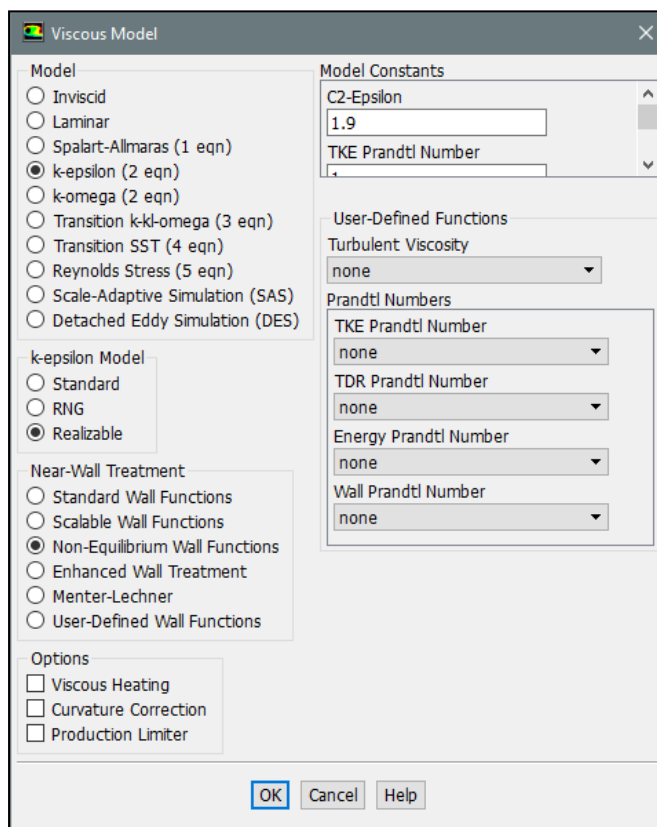 Viscous Model
Model
Inviscid
Laminar
Spalart-Allmaras (1 eqn)
k-epsilon (2 eqn)
k-omega (2 eqn)
Transition k-kl-omega (3 eqn)
Transition SST (4 eqn)
Reynolds Stress (5 eqn)
Scale-Adaptive Simulation (SAS)
Detached Eddy Simulation (DES)
k-epsilon Model
Standard
RNG
Realizable
Near-Wall Treatment
Standard Wall Functions
Scalable Wall Functions
Non-Equilibrium Wall Functions
Enhanced Wall Treatment
Menter-Lechner
User-Defined Wall Functions
Options
Viscous Heating
Curvature Correction
Production Limiter
Model Constants
C2-Epsilon
1.9
TKE Prandtl Number
User-Defined Functions
Turbulent Viscosity
none
Prandtl Numbers
TKE Prandtl Number
none
TDR Prandtl Number
none
Energy Prandtl Number
none
Wall Prandtl Number
none
OK
Cancel
Help